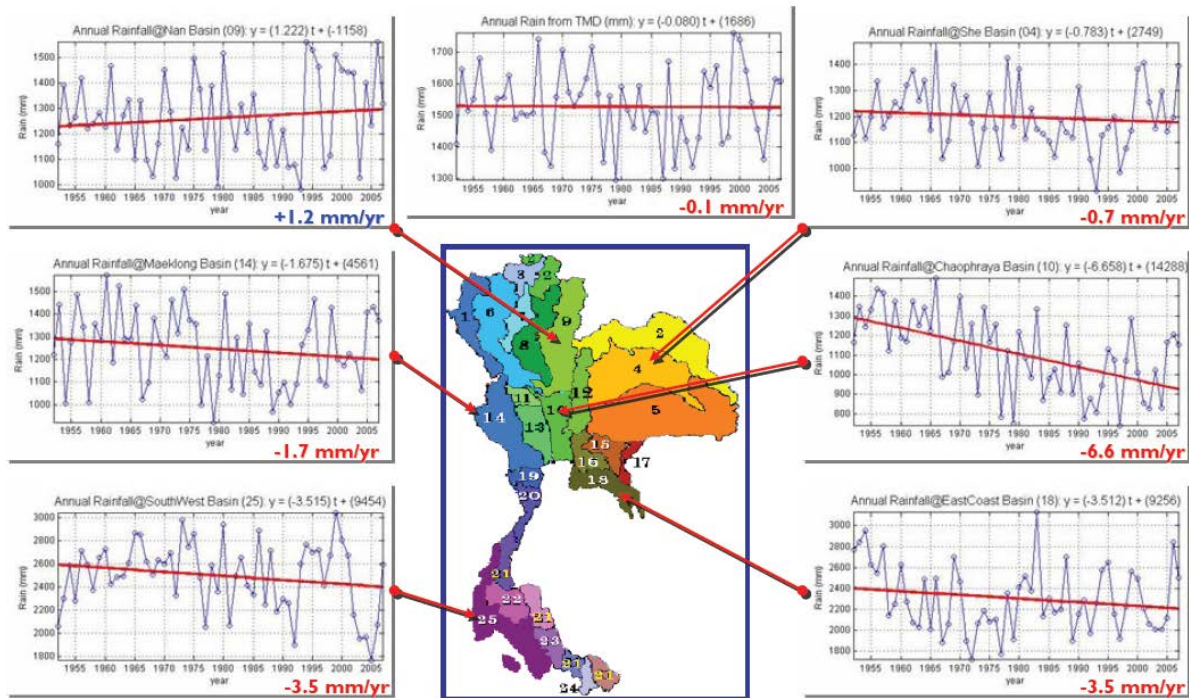 Annual Rainfall@Nan Basin (09): y = (1.222) t + (-1158)
Rain (mm)
1500
1400
1300
1200
1100
1000
1955 1960 1965 1970 1975 1980 1985 1990 1995 2000 2005
year
+1.2 mm/yr
Annual Rain from TMD (mm) y = (-0.080) t + (1686)
Rain (mm)
1700
1600
1500
1400
1300
1955 1960 1965 1970 1975 1980 1985 1990 1995 2000 2005
year
-0.1 mm/yr
Annual Rainfall@She Basin (04): y = (-0.783) t + (2749)
Rain (mm)
1400
1300
1200
1100
1000
1955 1960 1965 1970 1975 1980 1985 1990 1995 2000 2005
year
-0.7 mm/yr
Annual Rainfall@Maeklong Basin (14): y = (-1.675) t + (4561)
Rain (mm)
1500
1400
1300
1200
1100
1000
1955 1960 1965 1970 1975 1980 1985 1990 1995 2000 2005
year
-1.7 mm/yr
Annual Rainfall@Chaophraya Basin (10): y = (-6.658) t + (14288)
Rain (mm)
1400
1300
1200
1100
1000
900
800
1955 1960 1965 1970 1975 1980 1985 1990 1995 2000 2005
year
-6.6 mm/yr
Annual Rainfall@SouthWest Basin (25): y = (-3.515) t + (9454)
Rain (mm)
3000
2800
2600
2400
2200
2000
1800
1955 1960 1965 1970 1975 1980 1985 1990 1995 2000 2005
year
-3.5 mm/yr
Annual Rainfall@EastCoast Basin (18): y = (-3.512) t + (9256)
Rain (mm)
3000
2800
2600
2400
2200
2000
1800
1955 1960 1965 1970 1975 1980 1985 1990 1995 2000 2005
year
-3.5 mm/yr
2
3 2
1 6 9 2
8
4
12
11 10 5
14 13
15
16 17
19 18
20
21
22
25 21
23
21 21
24